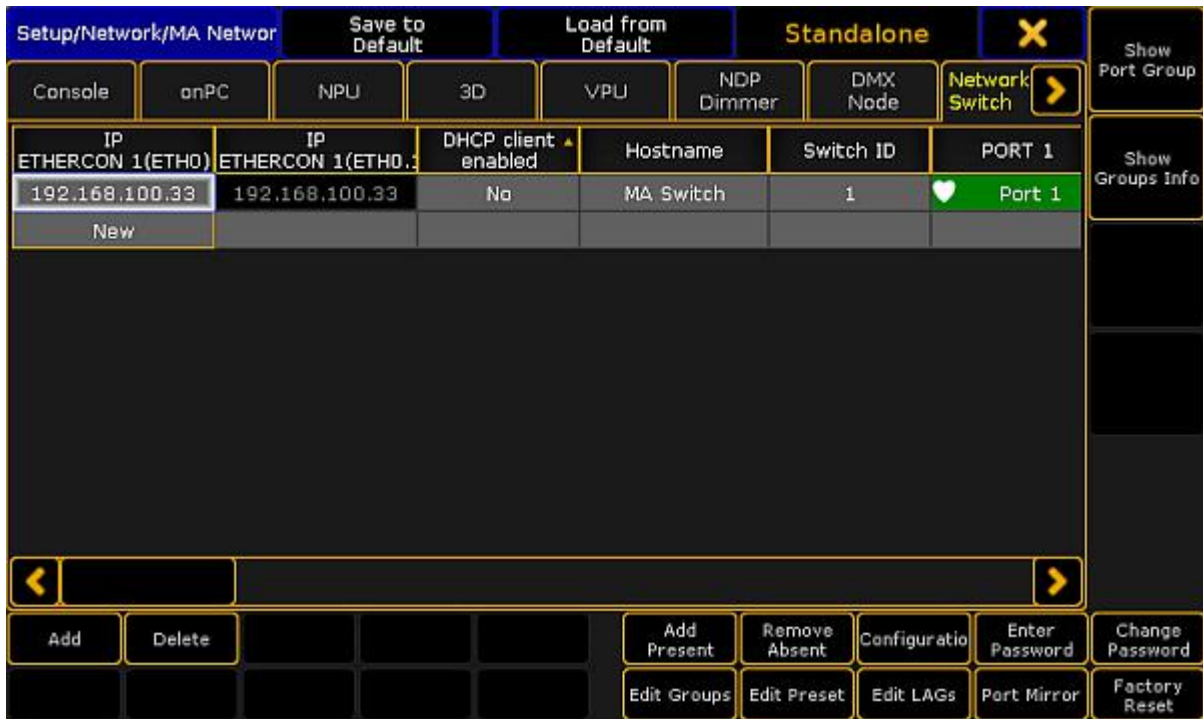 Setup/Network/MA Networ
Save to
Default
Load from
Default
Standalone
Show
Port Group
Console
onPC
NPU
3D
VPU
NDP
Dimmer
DMX
Node
Network
Switch
IP
ETHERCON 1(ETH0)
IP
ETHERCON 1(ETH0.1
DHCP client
enabled
Hostname
Switch ID
PORT 1
Show
Groups Info
192.168.100.33
192.168.100.33
No
MA Switch
1
Port 1
New
Add
Delete
Add
Present
Remove
Absent
Configuratio
Enter
Password
Change
Password
Edit Groups
Edit Preset
Edit LAGs
Port Mirror
Factory
Reset